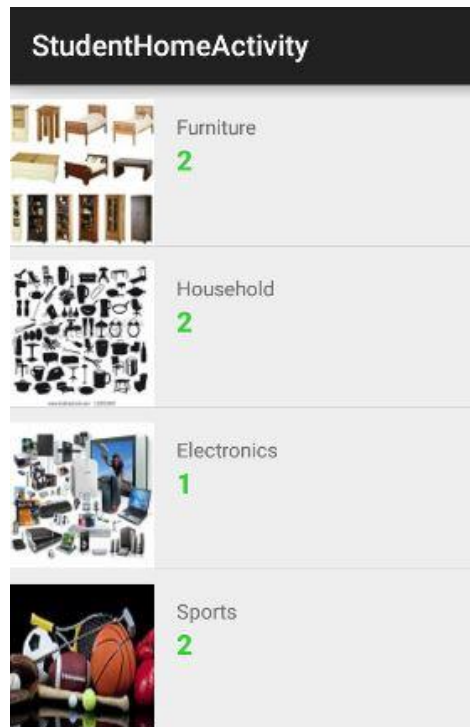 StudentHomeActivity
Furniture
2
Household
2
Electronics
1
Sports
2